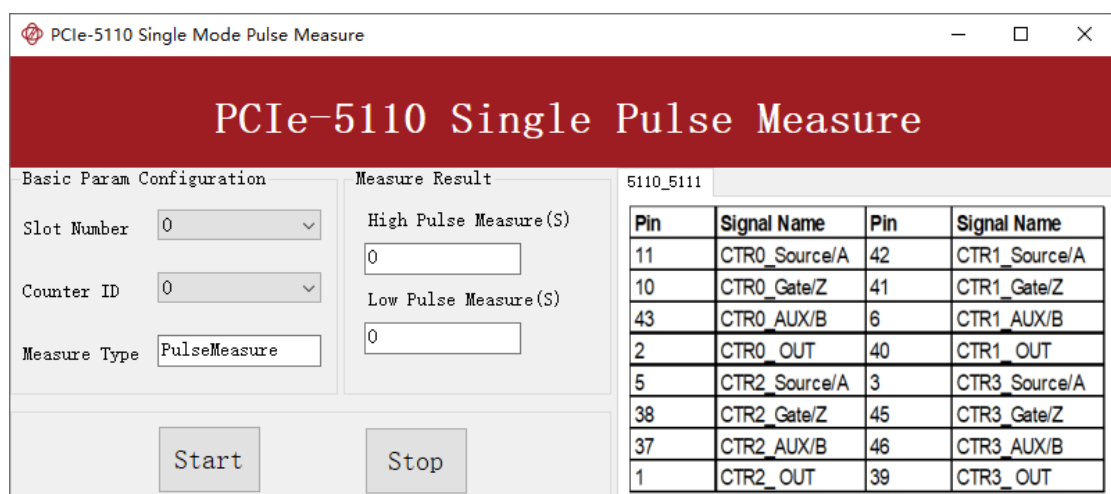 PCIe-5110 Single Mode Pulse Measure
PCIe-5110 Single Pulse Measure
Basic Param Configuration
Slot Number 0
Counter ID 0
Measure Type PulseMeasure
Measure Result
High Pulse Measure(S)
0
Low Pulse Measure(S)
0
Start Stop
5110_5111
Pin Signal Name Pin Signal Name
11 CTR0_Source/A 42 CTR1_Source/A
10 CTR0_Gate/Z 41 CTR1_Gate/Z
43 CTR0_AUX/B 6 CTR1_AUX/B
2 CTR0_OUT 40 CTR1_OUT
5 CTR2_Source/A 3 CTR3_Source/A
38 CTR2_Gate/Z 45 CTR3_Gate/Z
37 CTR2_AUX/B 46 CTR3_AUX/B
1 CTR2_OUT 39 CTR3_OUT